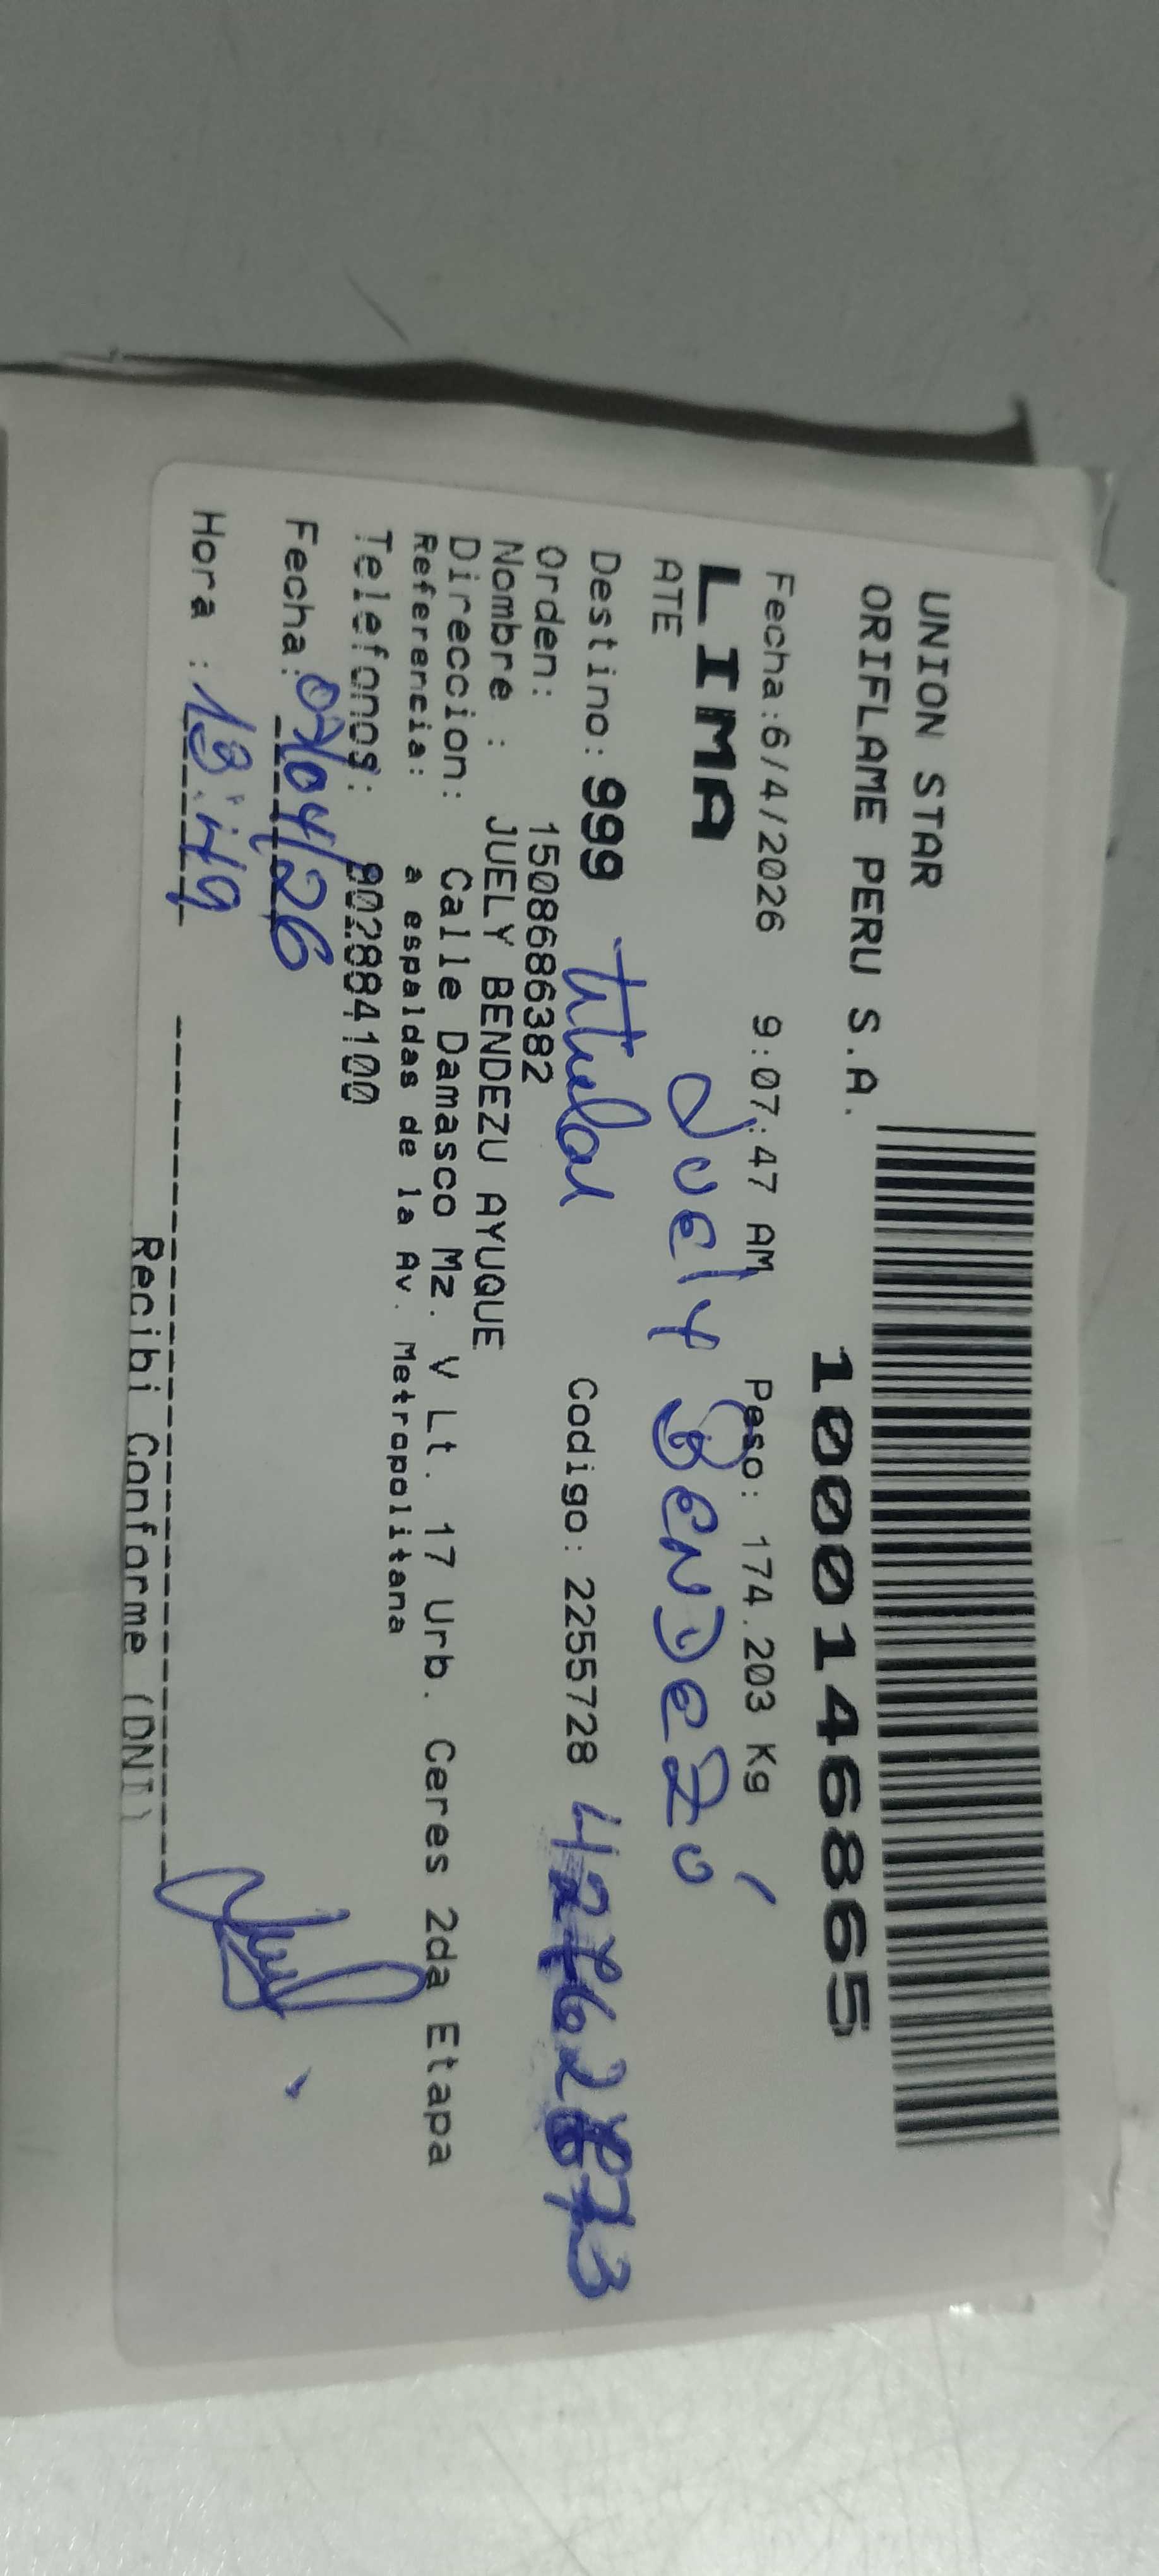 UNION STAR
ORIFLAME PERU S.A.
1000146865
Fecha:6/4/2026 9:07:47 AM Peso: 174.203 Kg
LIMA
ATE
Juely Bendezú
Destino: 999 titular Codigo: 2255728
Orden: 1508686382
Nombre : JUELY BENDEZU AYUQUE
Direccion: Calle Damasco Mz. V Lt. 17 Urb. Ceres 2da Etapa
Referencia: a espaldas de la Av. Metropolitana
Telefonos: 902884100
Fecha: 07/04/26
Hora :
Recibi Conforme (DNI)